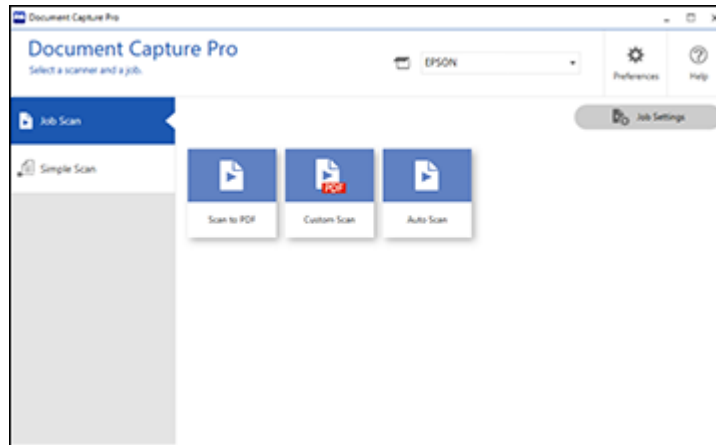 Document Capture Pro
Document Capture Pro
Select a scanner and a job.
EPSON
Preferences
Help
Job Scan
Job Settings
Simple Scan
PDF
Scan to PDF
Custom Scan
Auto Scan